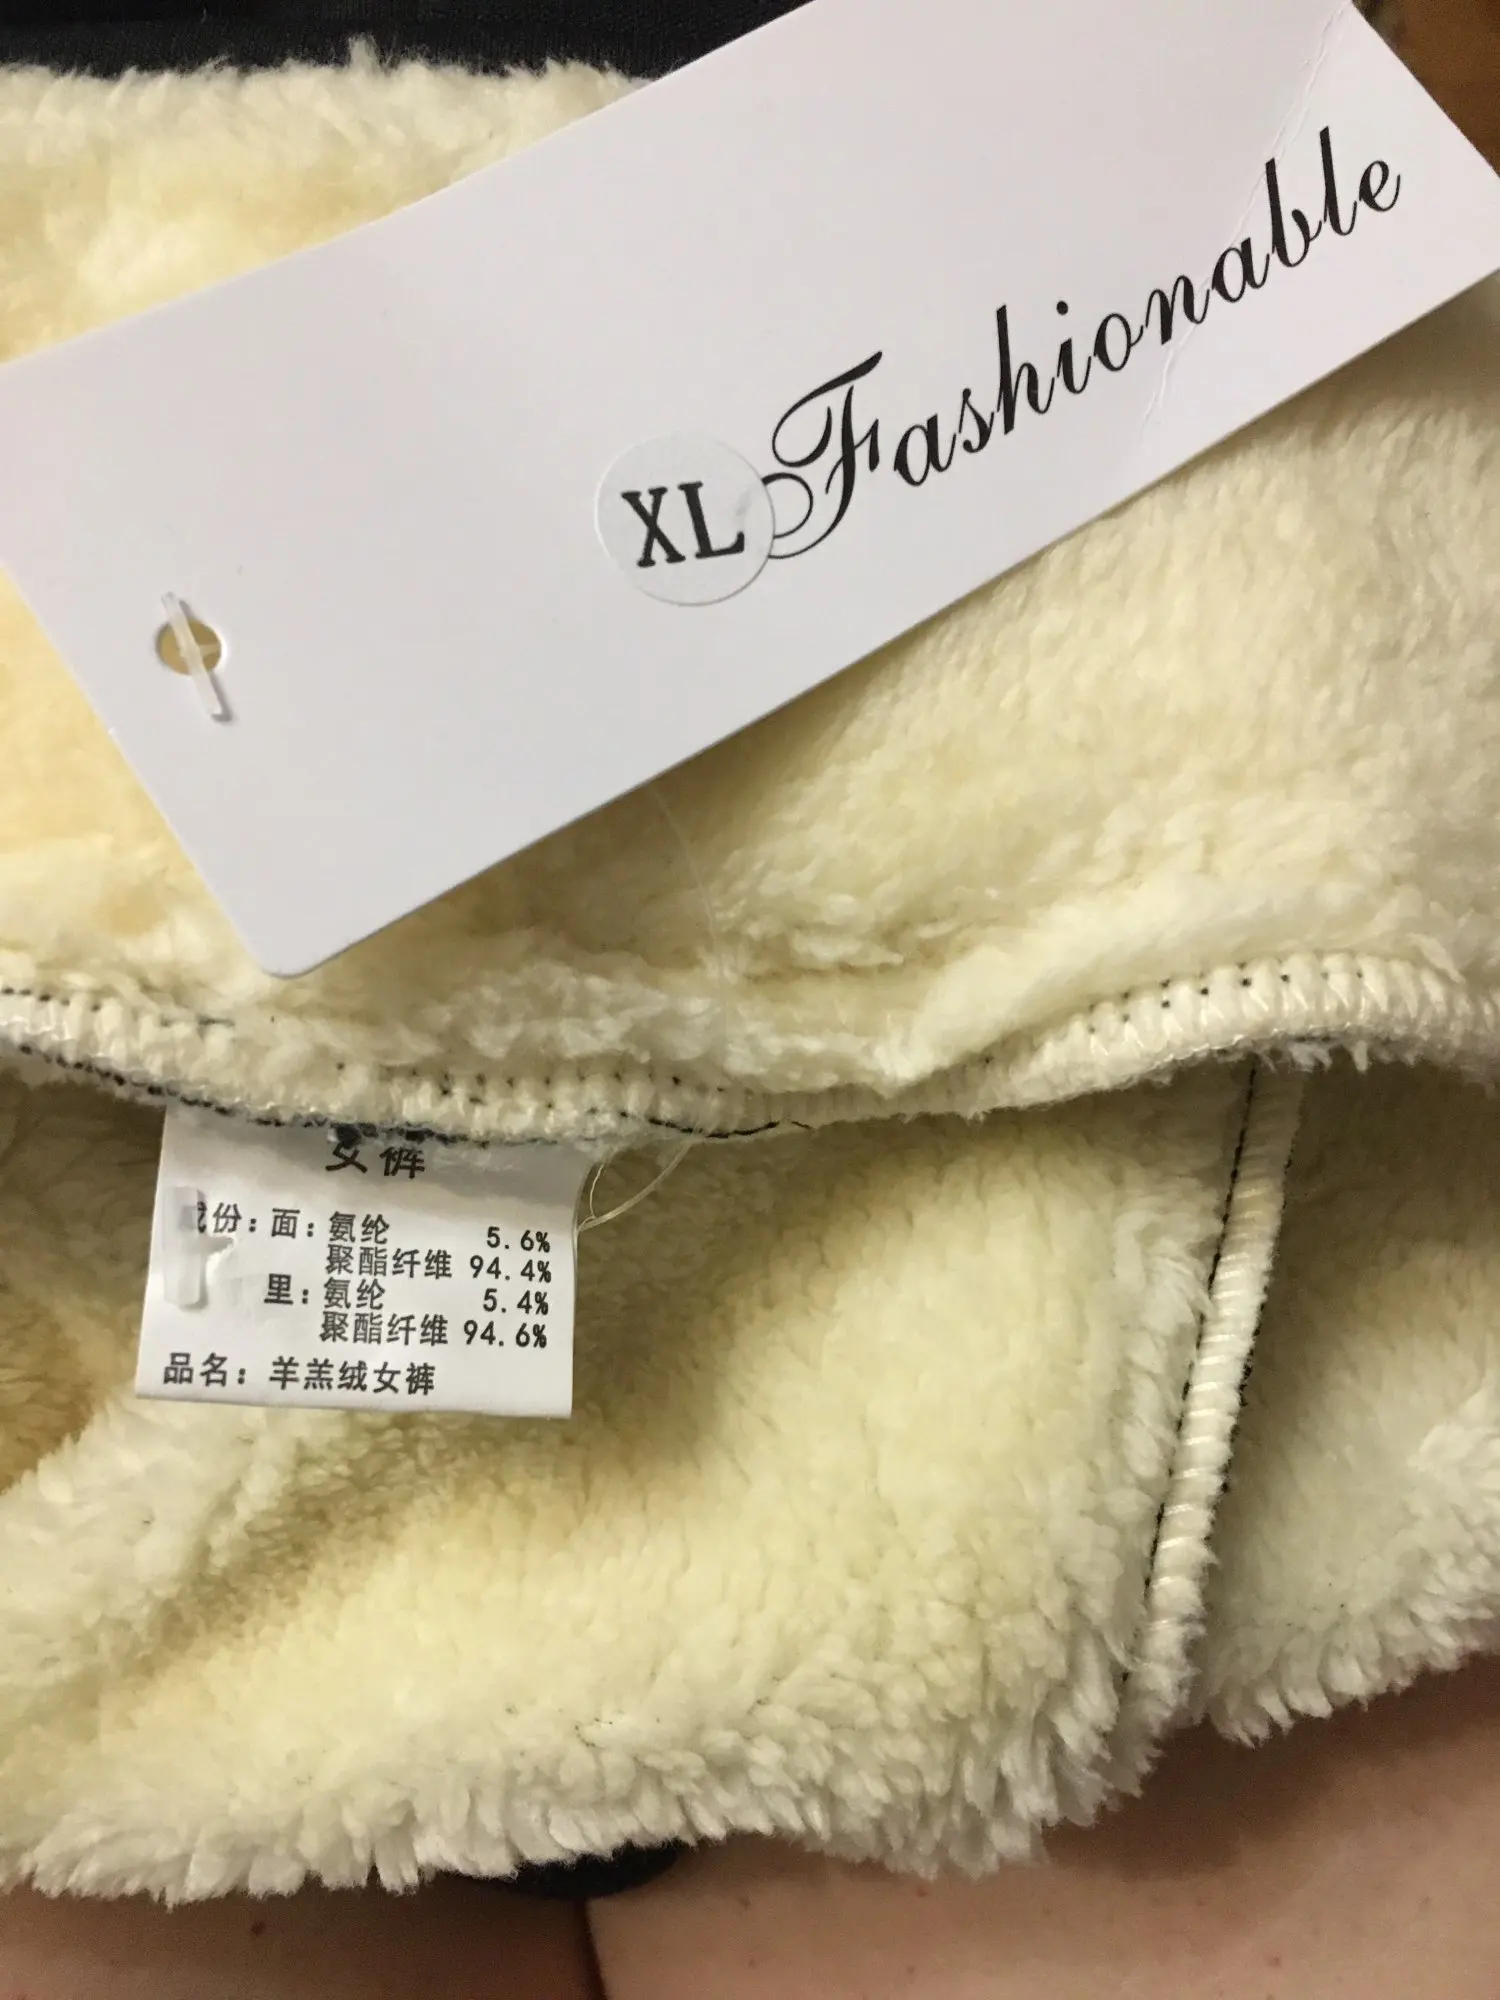 Fashionable
XL
女裤
成份：面：氨纶 5.6%
聚酯纤维 94.4%
里：氨纶 5.4%
聚酯纤维 94.6%
品名：羊羔绒女裤